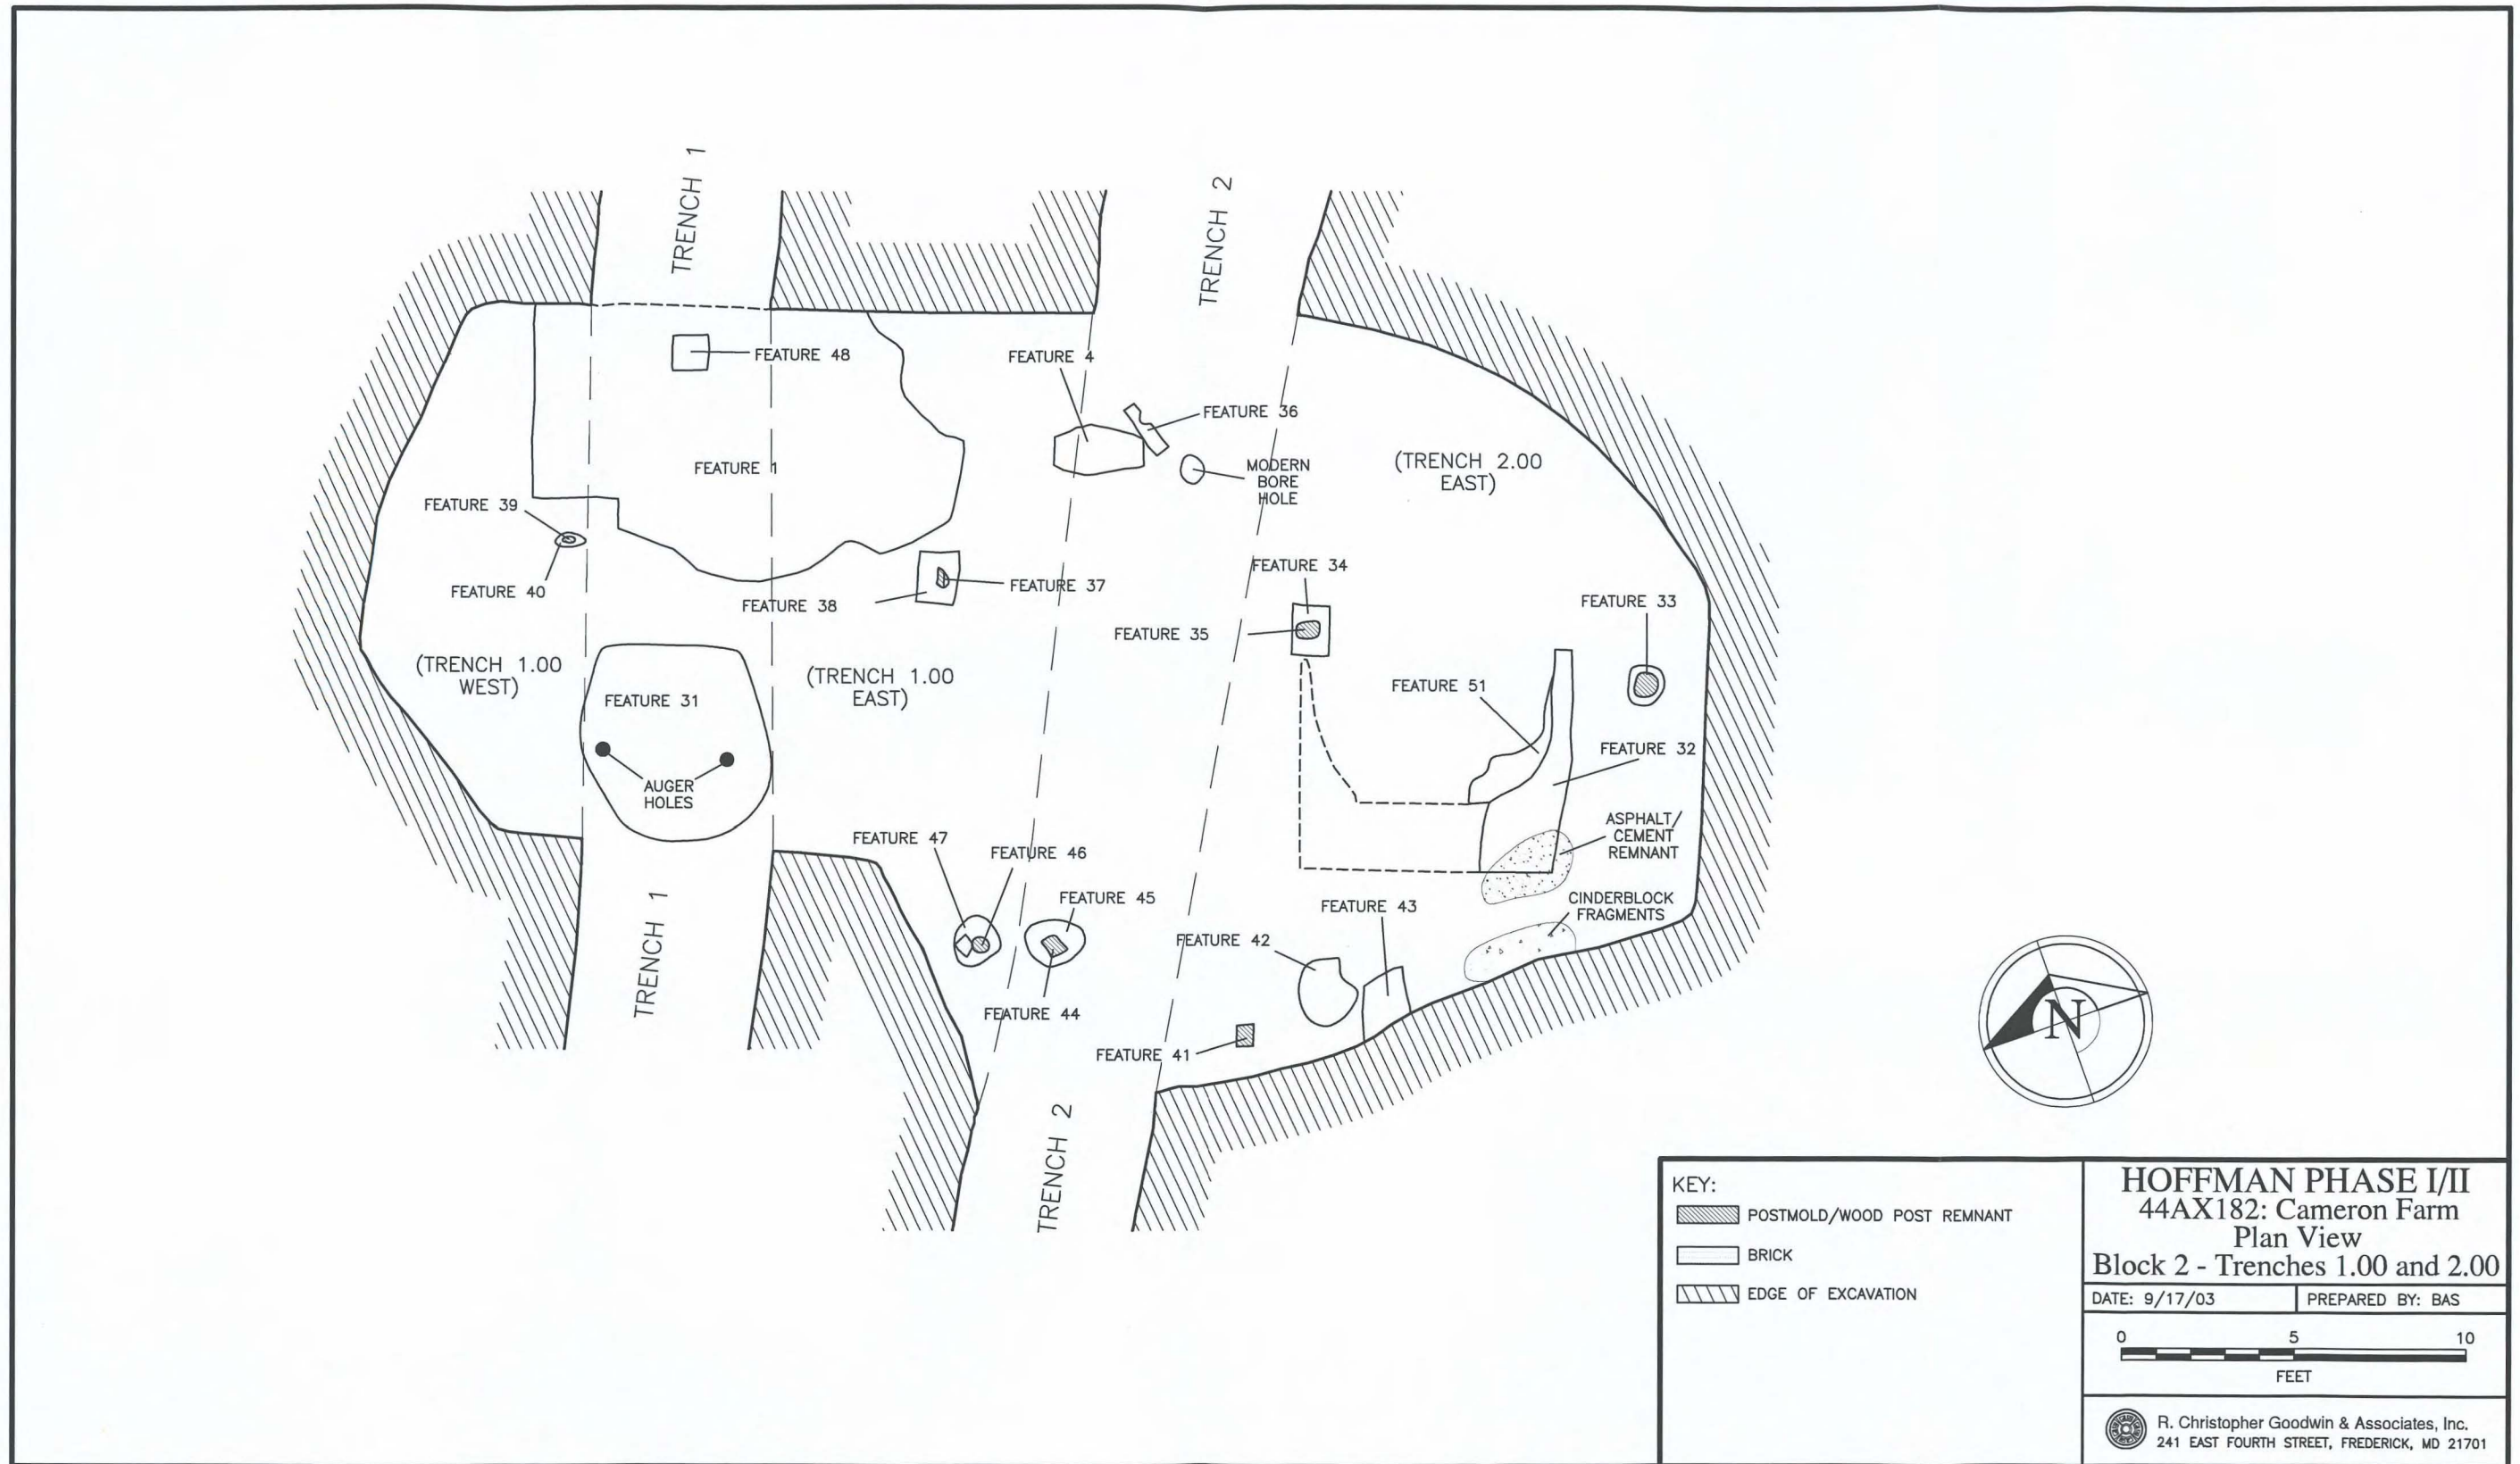 TRENCH 1
TRENCH 2
FEATURE 48
FEATURE 4
FEATURE 36
FEATURE 1
MODERN
BORE
HOLE
(TRENCH 2.00
EAST)
FEATURE 39
FEATURE 40
FEATURE 37
FEATURE 38
FEATURE 34
FEATURE 35
FEATURE 33
(TRENCH 1.00
WEST)
(TRENCH 1.00
EAST)
FEATURE 31
FEATURE 51
FEATURE 32
AUGER
HOLES
ASPHALT/
CEMENT
REMNANT
FEATURE 47
FEATURE 46
FEATURE 45
FEATURE 43
CINDERBLOCK
FRAGMENTS
FEATURE 42
FEATURE 44
FEATURE 41
TRENCH 1
TRENCH 2
N
KEY:
POSTMOLD/WOOD POST REMNANT
BRICK
EDGE OF EXCAVATION
HOFFMAN PHASE I/II
44AX182: Cameron Farm
Plan View
Block 2 - Trenches 1.00 and 2.00
DATE: 9/17/03
PREPARED BY: BAS
0 5 10
FEET
R. Christopher Goodwin & Associates, Inc.
241 EAST FOURTH STREET, FREDERICK, MD 21701